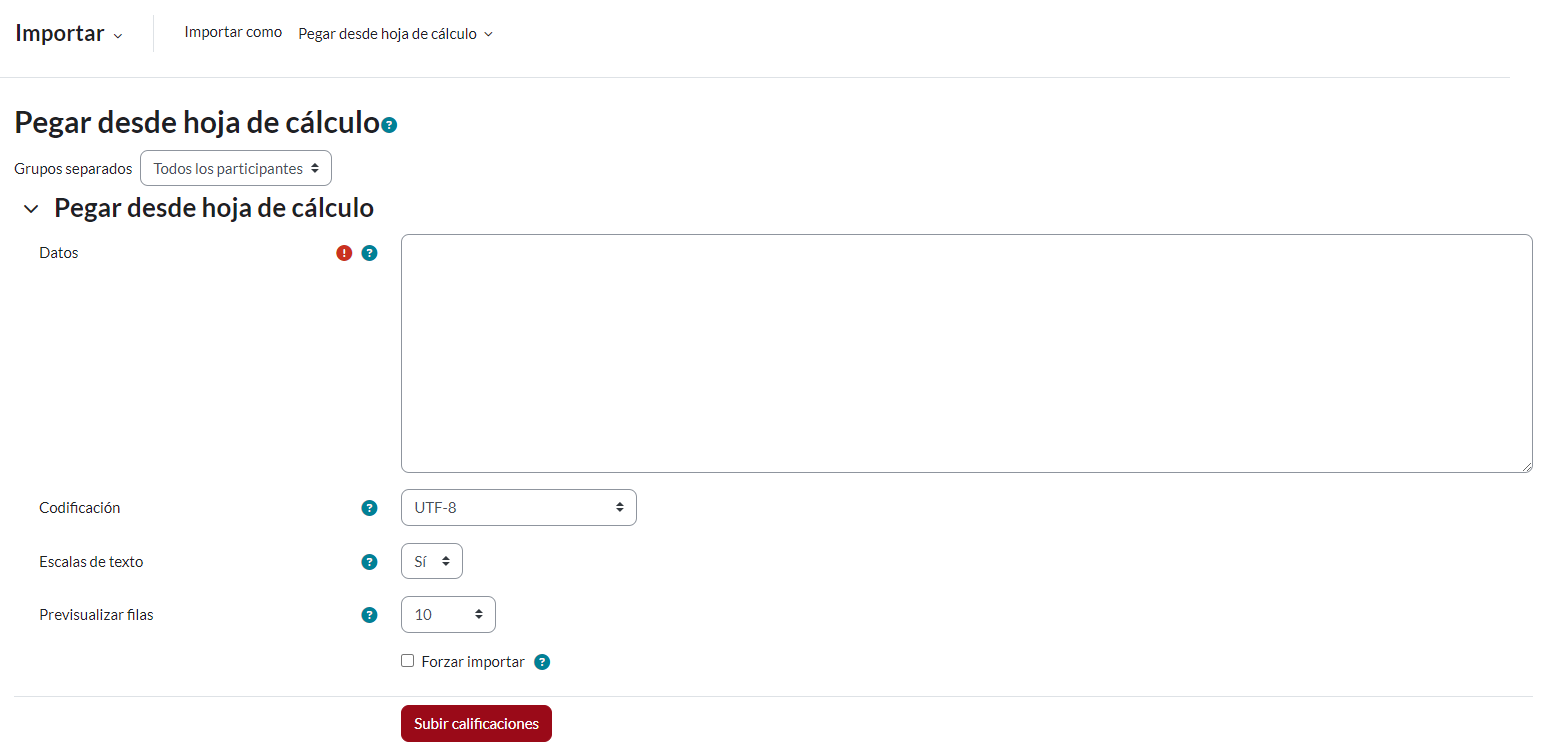 Importar
Importar como Pegar desde hoja de cálculo
Pegar desde hoja de cálculo
Grupos separados Todos los participantes
Pegar desde hoja de cálculo
Datos
Codificación UTF-8
Escalas de texto Sí
Previsualizar filas 10
Forzar importar
Subir calificaciones